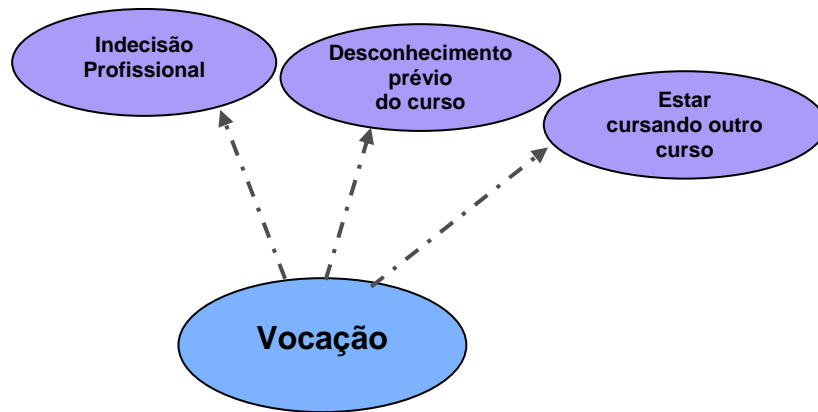 Indecisão
Profissional
Desconhecimento
prévio
do curso
Estar
cursando outro
curso
Vocação